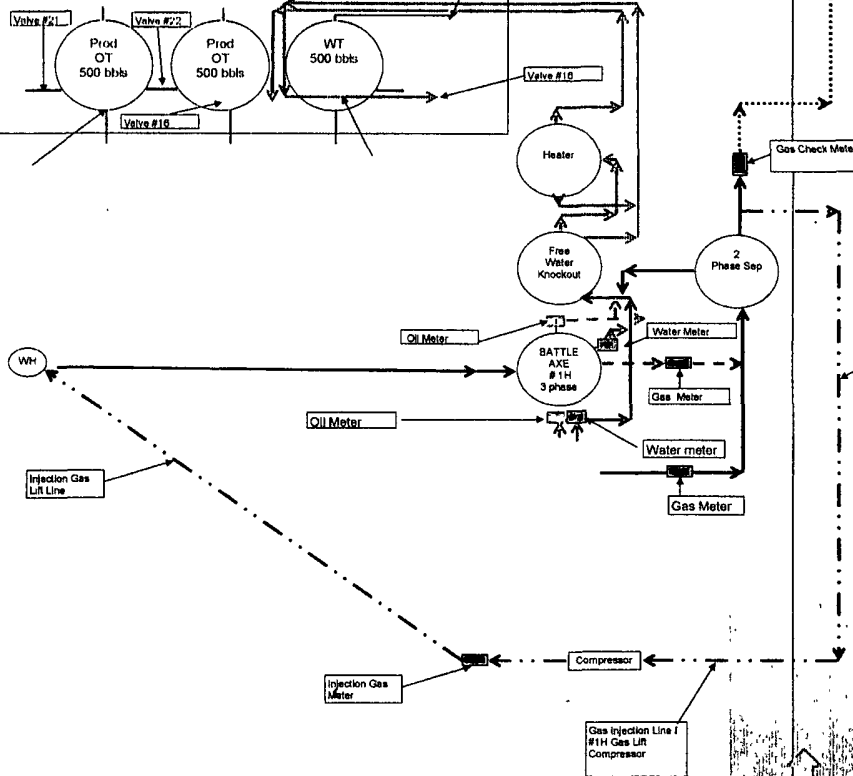 Valve #21
Valve #22
Prod
OT
500 bbls
Prod
OT
500 bbls
WT
500 bbls
Valve #16
Valve #16
Heater
Gas Check Mete
Free
Water
Knockout
2
Phase Sep
Oil Meter
Water Meter
WH
BATTLE
AXE
# 1H
3 phase
Gas Meter
Oil Meter
Water meter
Injection Gas
Lift Line
Gas Meter
Compressor
Injection Gas
Meter
Gas Injection Line
#1H Gas Lift
Compressor